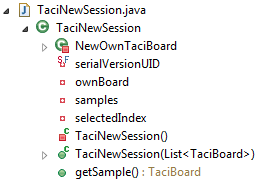 TaciNewSession.java
TaciNewSession
NewOwnTaciBoard
serialVersionUID
ownBoard
samples
selectedIndex
TaciNewSession()
TaciNewSession(List<TaciBoard>)
getSample() : TaciBoard